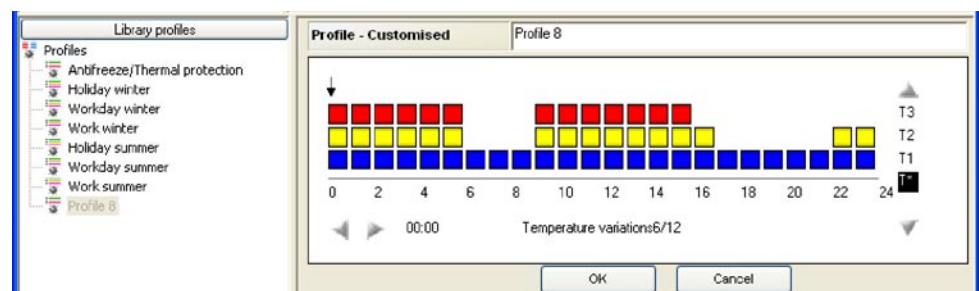 Library profiles
Profiles
Antifreeze/Thermal protection
Holiday winter
Workday winter
Work winter
Holiday summer
Workday summer
Work summer
Profile 8
Profile - Customised Profile 8
T3
T2
T1
T*
0 2 4 6 8 10 12 14 16 18 20 22 24
00:00 Temperature variations6/12
OK Cancel